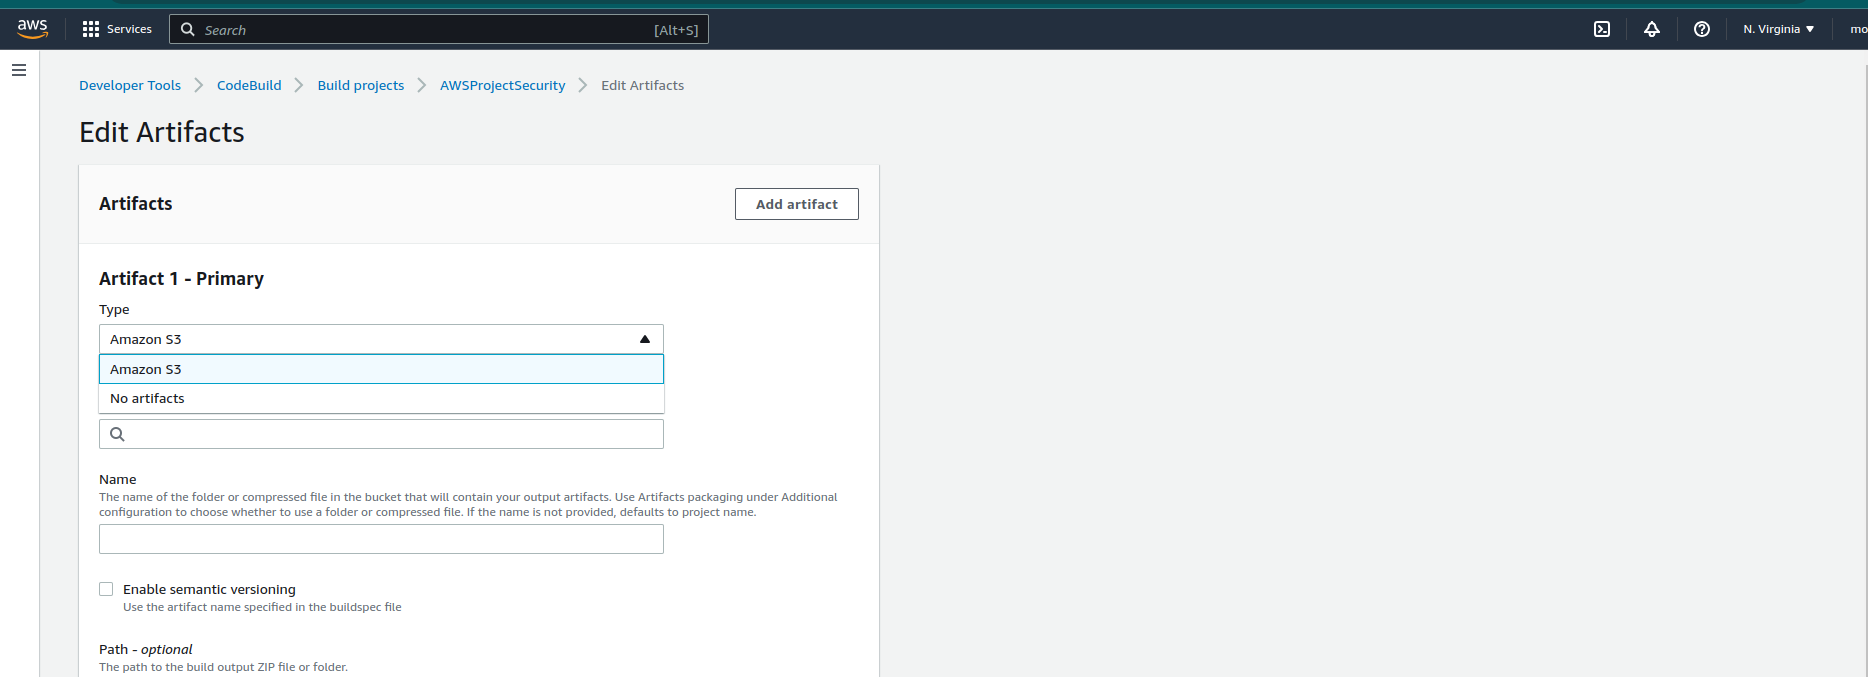 aws Services Search [Alt+S] N. Virginia mo
Developer Tools CodeBuild Build projects AWSProjectSecurity Edit Artifacts
Edit Artifacts
Artifacts Add artifact
Artifact 1 - Primary
Type
Amazon S3
Amazon S3
No artifacts
Name
The name of the folder or compressed file in the bucket that will contain your output artifacts. Use Artifacts packaging under Additional
configuration to choose whether to use a folder or compressed file. If the name is not provided, defaults to project name.
Enable semantic versioning
Use the artifact name specified in the buildspec file
Path - optional
The path to the build output ZIP file or folder.